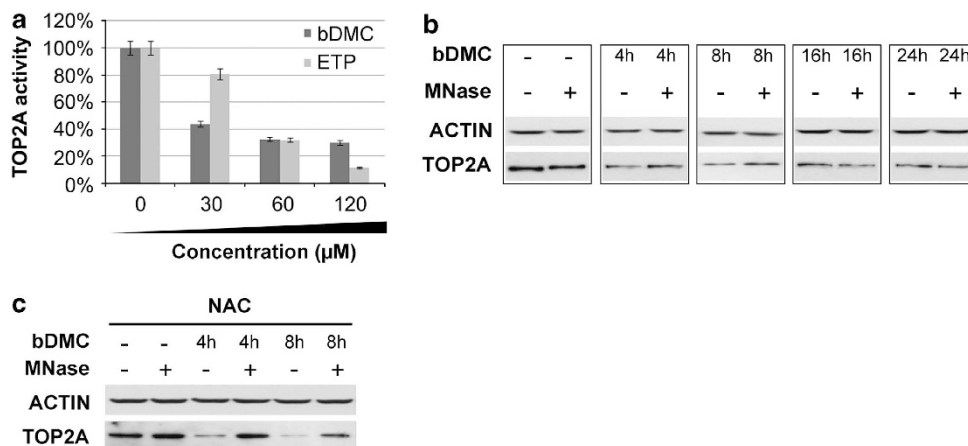 a
120%
100%
80%
60%
40%
20%
0%
TOP2A activity
bDMC
ETP
0 30 60 120
Concentration (µM)
b
bDMC - - 4h 4h 8h 8h 16h 16h 24h 24h
MNase - + - + - + - + - +
ACTIN
TOP2A
c
NAC
bDMC - - 4h 4h 8h 8h
MNase - + - + - +
ACTIN
TOP2A